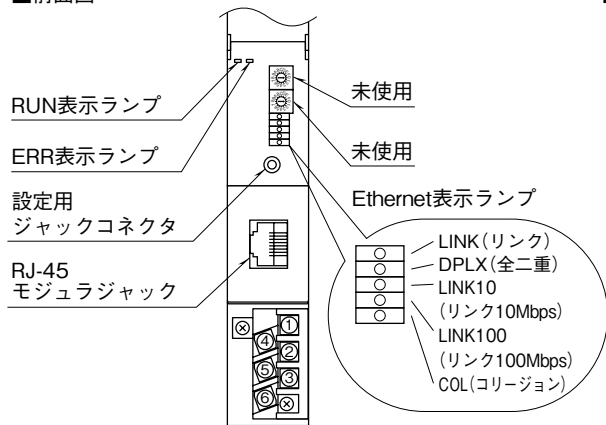 RUN表示ランプ
ERR表示ランプ
設定用
ジャックコネクタ
RJ-45
モジュラジャック
未使用
未使用
Ethernet表示ランプ
LINK(リンク)
DPLX(全二重)
LINK10
(リンク10Mbps)
LINK100
(リンク100Mbps)
COL(コリージョン)
①
④
②
⑤
③
⑥